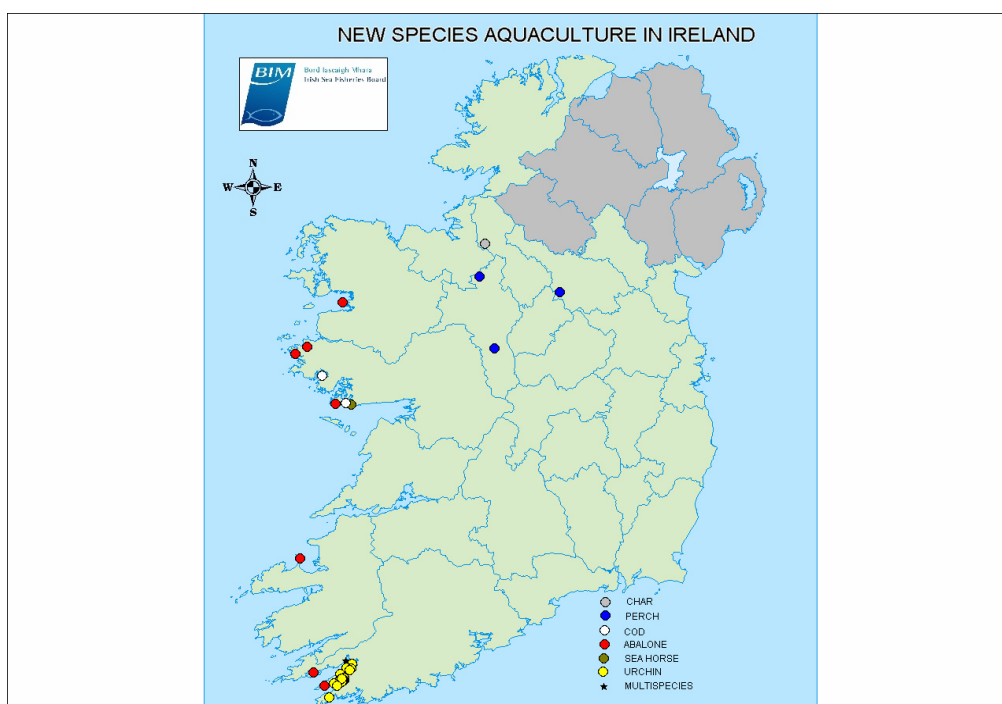 NEW SPECIES AQUACULTURE IN IRELAND
BIM
Bord Iascaigh Mhara
Irish Sea Fisheries Board
N
W E
S
CHAR
PERCH
COD
ABALONE
SEA HORSE
URCHIN
MULTISPECIES